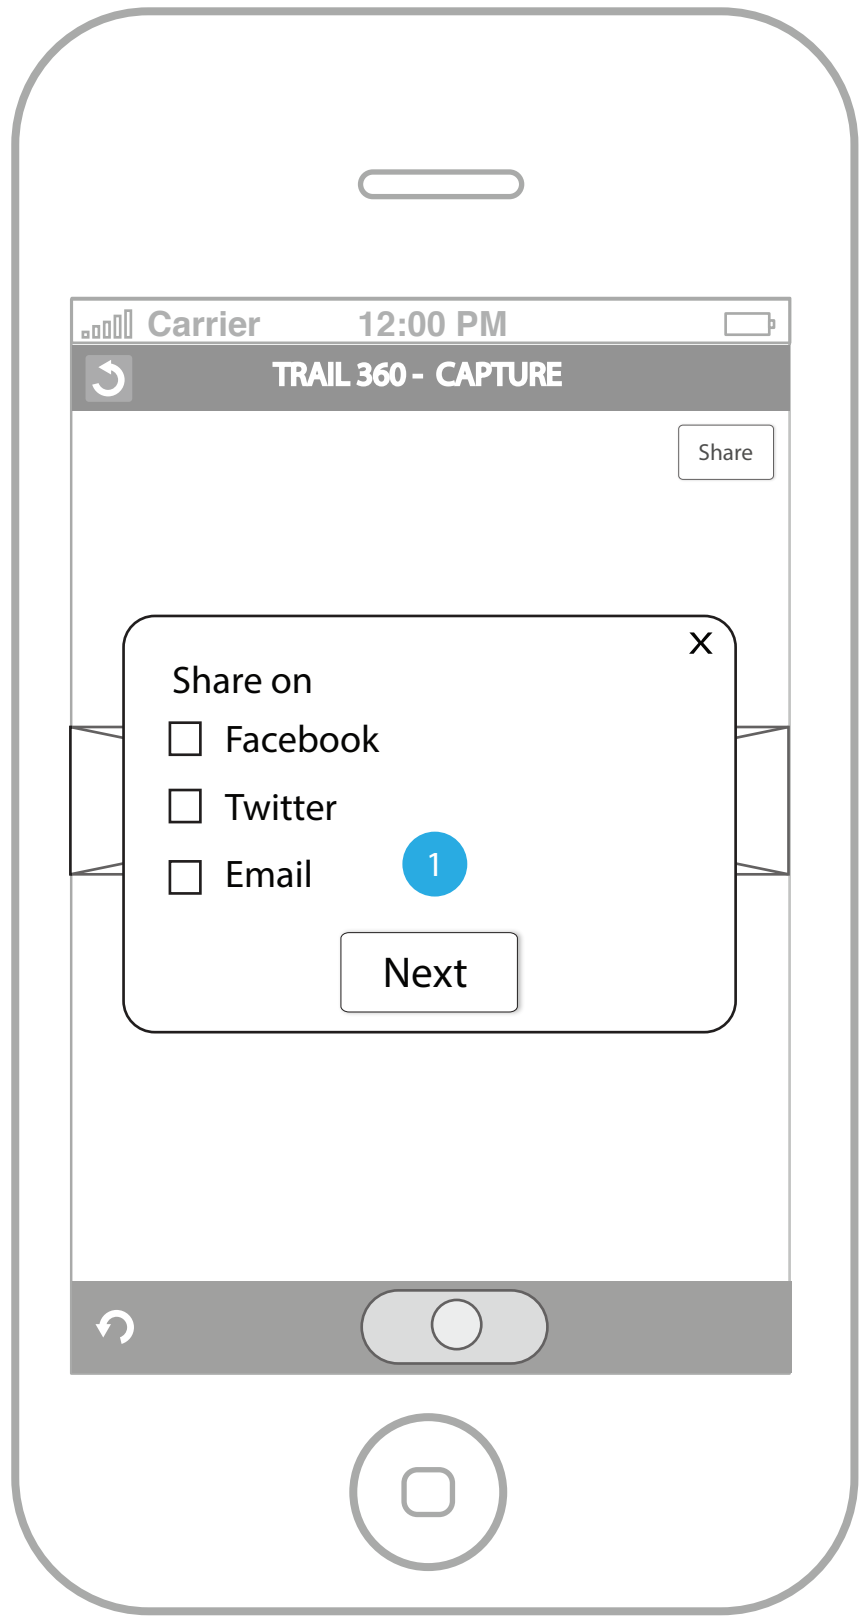 Carrier 12:00 PM
TRAIL 360 - CAPTURE
Share
X
Share on
Facebook
Twitter
Email
1
Next